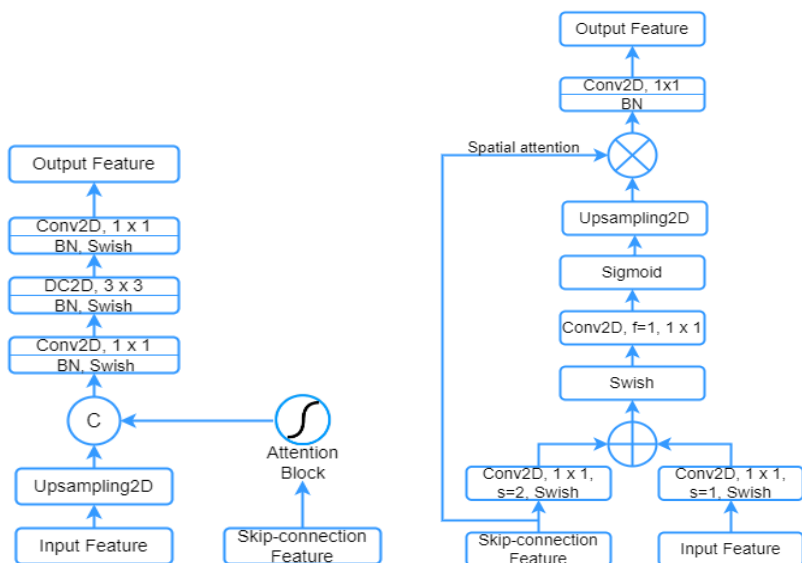 Output Feature
Conv2D, 1 x 1
BN, Swish
DC2D, 3 x 3
BN, Swish
Conv2D, 1 x 1
BN, Swish
C
Attention
Block
Upsampling2D
Input Feature
Skip-connection
Feature
Output Feature
Conv2D, 1x1
BN
Spatial attention
Upsampling2D
Sigmoid
Conv2D, f=1, 1 x 1
Swish
Conv2D, 1 x 1,
s=2, Swish
Conv2D, 1 x 1,
s=1, Swish
Skip-connection
Feature
Input Feature